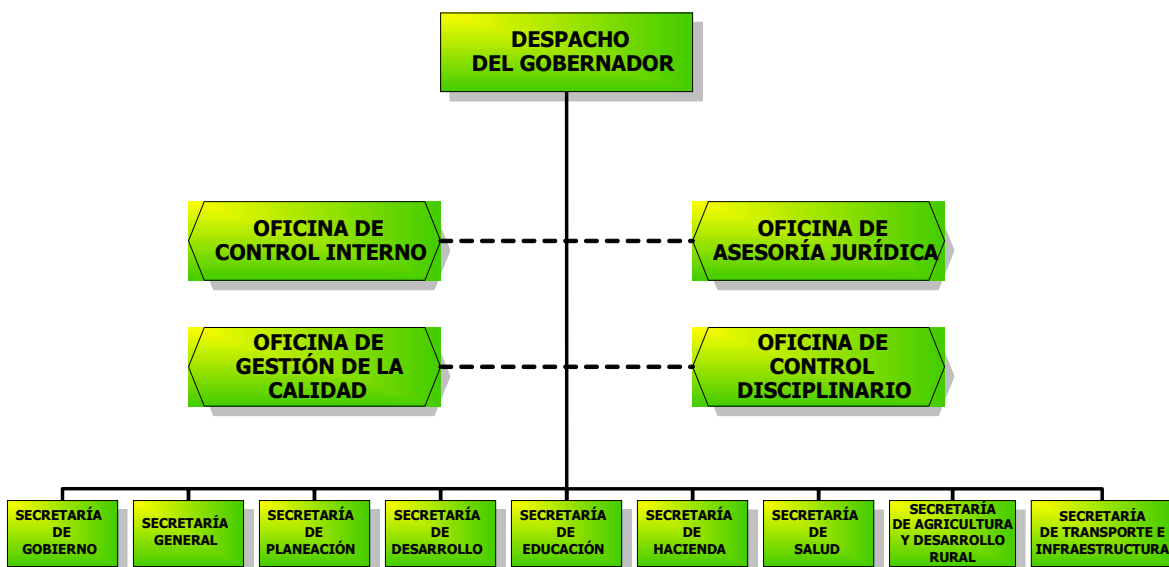 DESPACHO
DEL GOBERNADOR
OFICINA DE
CONTROL INTERNO
OFICINA DE
ASESORÍA JURÍDICA
OFICINA DE
GESTIÓN DE LA
CALIDAD
OFICINA DE
CONTROL
DISCIPLINARIO
SECRETARÍA
DE
GOBIERNO
SECRETARÍA
GENERAL
SECRETARÍA
DE
PLANEACIÓN
SECRETARÍA
DE
DESARROLLO
SECRETARÍA
DE
EDUCACIÓN
SECRETARÍA
DE
HACIENDA
SECRETARÍA
DE
SALUD
SECRETARÍA
DE AGRICULTURA
Y DESARROLLO
RURAL
SECRETARÍA
DE TRANSPORTE E
INFRAESTRUCTURA